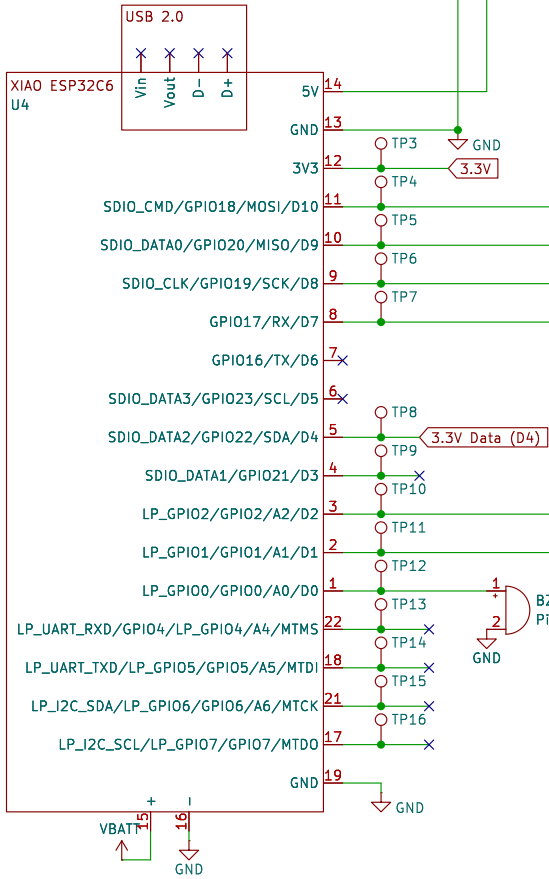 USB 2.0
Vin Vout D- D+
XIAO ESP32C6
U4
5V 14
GND 13
GND
3V3 12
TP3
3.3V
SDIO_CMD/GPIO18/MOSI/D10 11
TP4
SDIO_DATA0/GPIO20/MISO/D9 10
TP5
SDIO_CLK/GPIO19/SCK/D8 9
TP6
GPIO17/RX/D7 8
TP7
GPIO16/TX/D6 7
SDIO_DATA3/GPIO23/SCL/D5 6
SDIO_DATA2/GPIO22/SDA/D4 5
TP8
3.3V Data (D4)
SDIO_DATA1/GPIO21/D3 4
TP9
LP_GPIO2/GPIO2/A2/D2 3
TP10
LP_GPIO1/GPIO1/A1/D1 2
TP11
LP_GPIO0/GPIO0/A0/D0 1
TP12
1
+
2
GND
LP_UART_RXD/GPIO4/LP_GPIO4/A4/MTMS 22
TP13
LP_UART_TXD/LP_GPIO5/GPIO5/A5/MTDI 18
TP14
LP_I2C_SDA/LP_GPIO6/GPIO6/A6/MTCK 21
TP15
LP_I2C_SCL/LP_GPIO7/GPIO7/MTDO 17
TP16
GND 19
GND
+ -
15 16
VBATT
GND